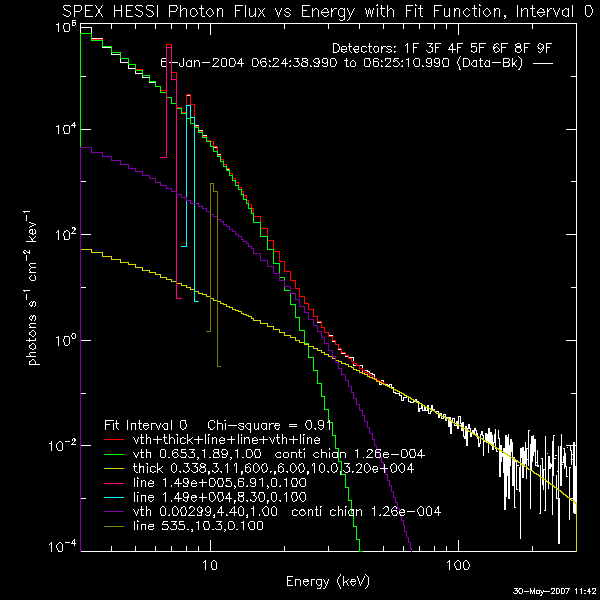 SPEX HESSI Photon Flux vs Energy with Fit Function, Interval 0
Detectors: 1F 3F 4F 5F 6F 8F 9F
6-Jan-2004 06:24:38.990 to 06:25:10.990 (Data-Bk)
10^4
10^2
10^0
10^-2
10^-4
photons s^-1 cm^-2 keV^-1
Fit Interval 0 Chi-square = 0.91
vth+thick+line+line+vth+line
vth 0.653,1.89,1.00 conti chian 1.26e-004
thick 0.338,3.11,600.,6.00,10.0,3.20e+004
line 1.49e+005,6.91,0.100
line 1.49e+004,8.30,0.100
vth 0.00299,4.40,1.00 conti chian 1.26e-004
line 535.,10.3,0.100
10 100
Energy (keV)
30-May-2007 11:42